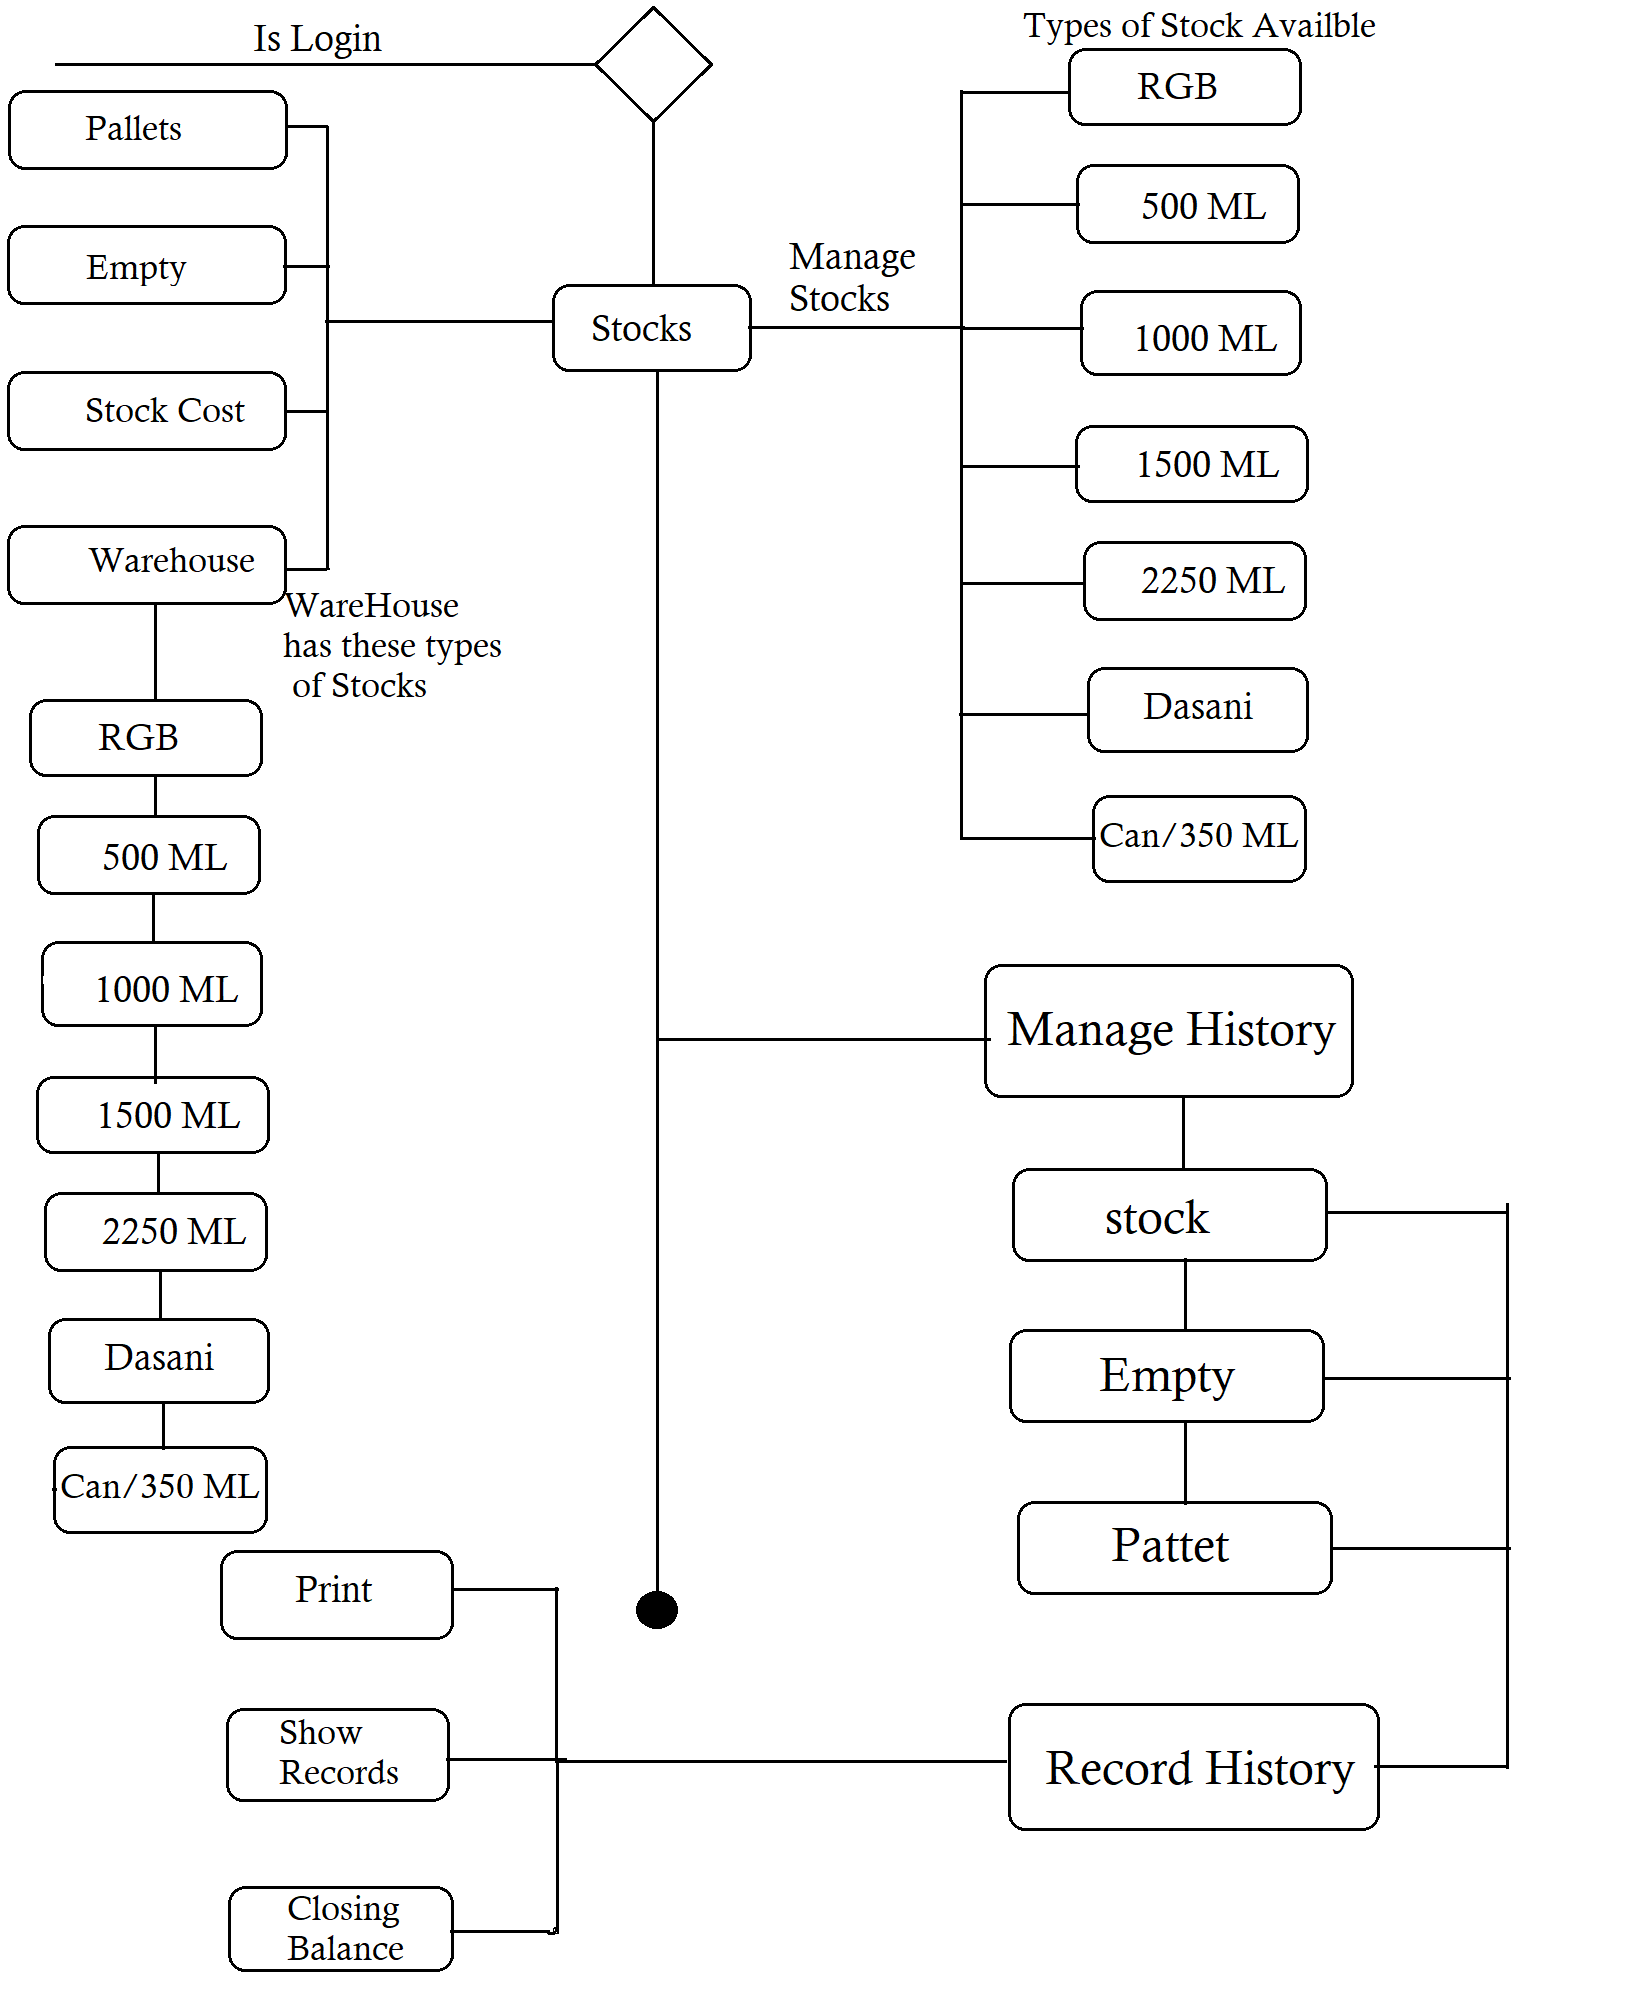 Is Login
Types of Stock Availble
Pallets
Empty
Stock Cost
Warehouse
WareHouse
has these types
of Stocks
Stocks
Manage
Stocks
RGB
500 ML
1000 ML
1500 ML
2250 ML
Dasani
Can/350 ML
RGB
500 ML
1000 ML
1500 ML
2250 ML
Dasani
Can/350 ML
Manage History
stock
Empty
Pattet
Record History
Print
Show
Records
Closing
Balance